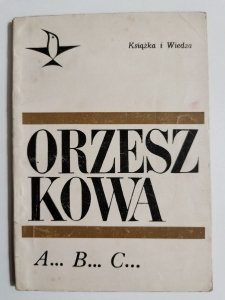 Książka i Wiedza
ORZESZ
KOWA
A... B... C...